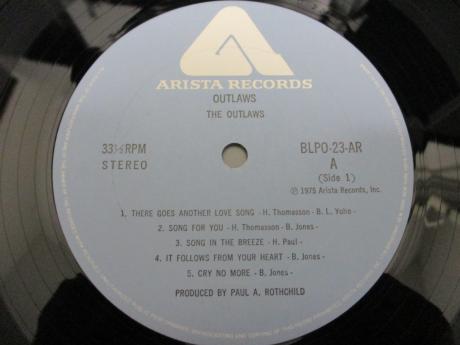 ARISTA RECORDS
OUTLAWS
THE OUTLAWS
33⅓ RPM
STEREO
BLPO-23-AR
A
(Side 1)
Ⓟ 1975 Arista Records, Inc.
1. THERE GOES ANOTHER LOVE SONG - H. Thomasson - B. L. Yoho -
2. SONG FOR YOU - H. Thomasson - B. Jones -
3. SONG IN THE BREEZE - H. Paul -
4. IT FOLLOWS FROM YOUR HEART - B. Jones -
5. CRY NO MORE - B. Jones -
PRODUCED BY PAUL A. ROTHCHILD